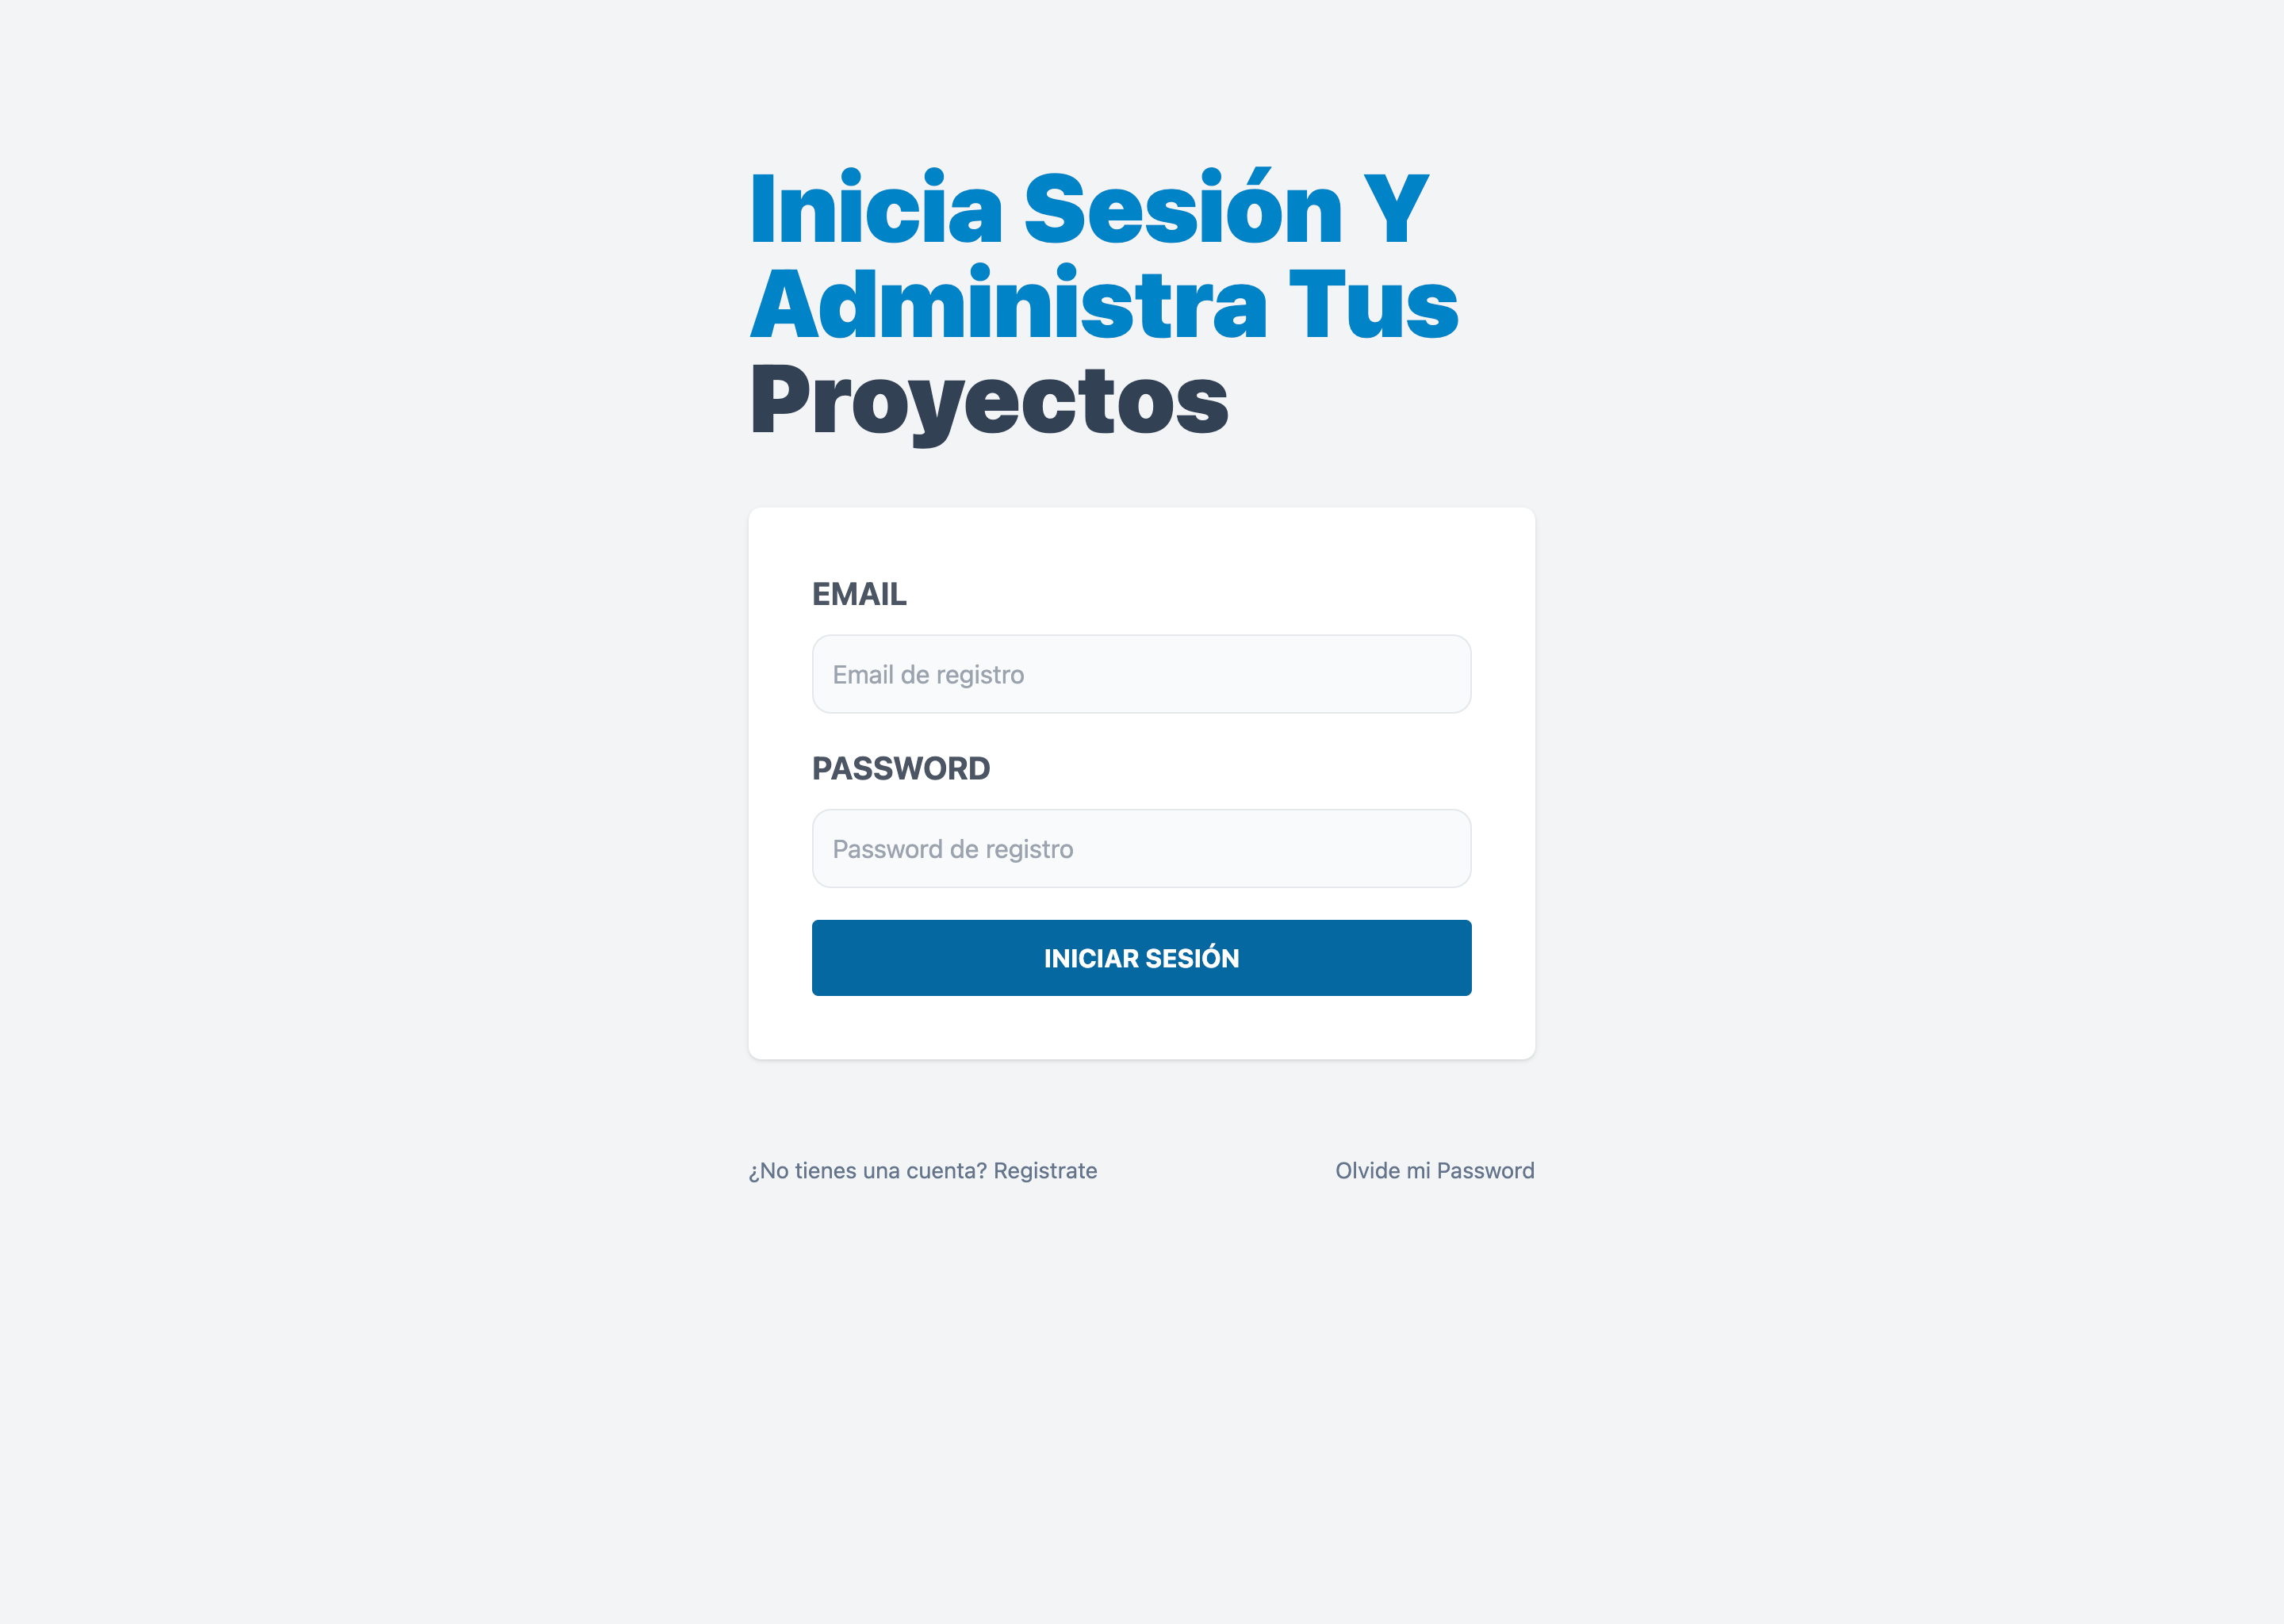 Inicia Sesión Y
Administra Tus
Proyectos
EMAIL
Email de registro
PASSWORD
Password de registro
INICIAR SESIÓN
¿No tienes una cuenta? Registrate
Olvide mi Password